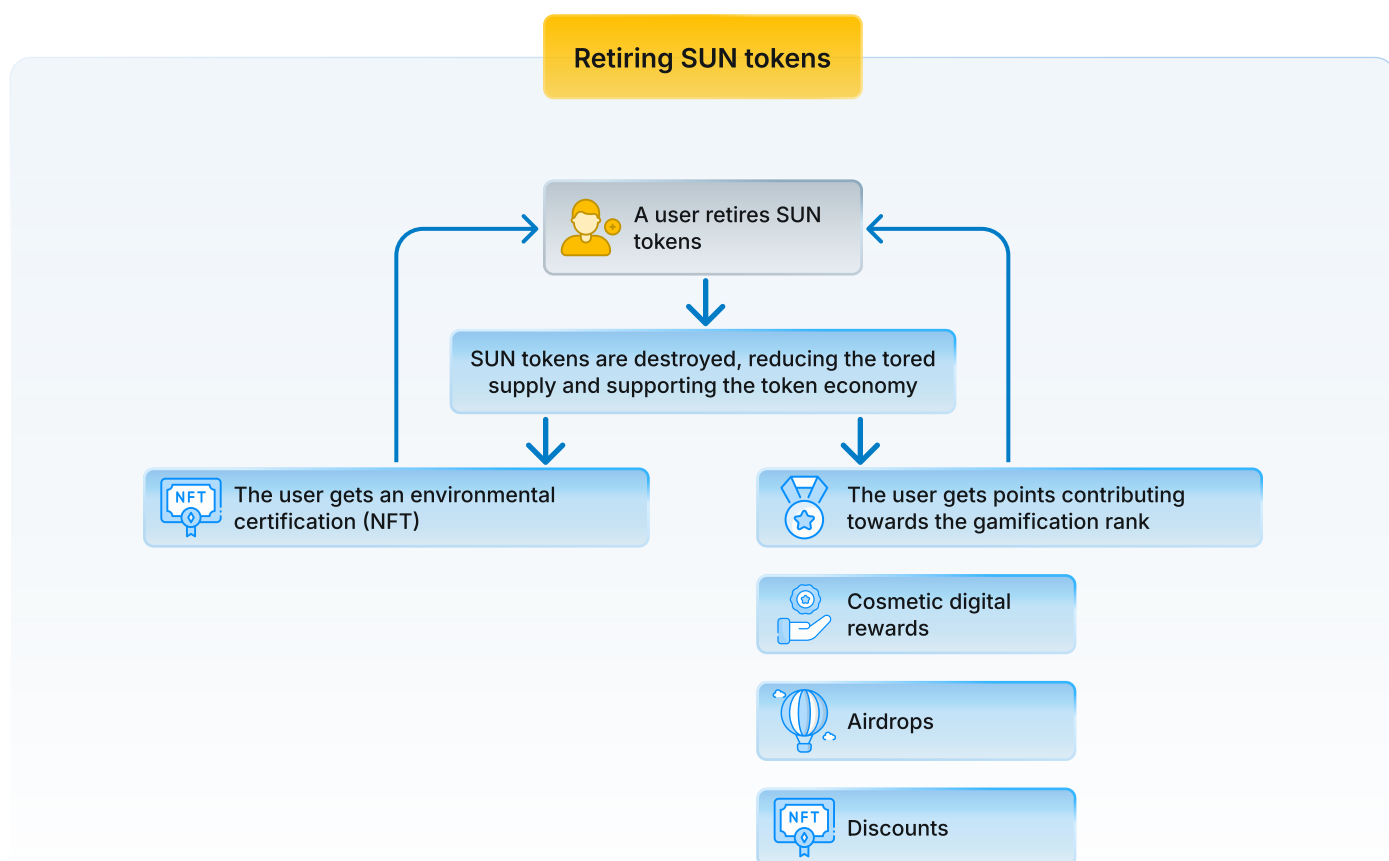 Retiring SUN tokens
A user retires SUN
tokens
SUN tokens are destroyed, reducing the tored
supply and supporting the token economy
NFT
The user gets an environmental
certification (NFT)
The user gets points contributing
towards the gamification rank
Cosmetic digital
rewards
Airdrops
NFT
Discounts